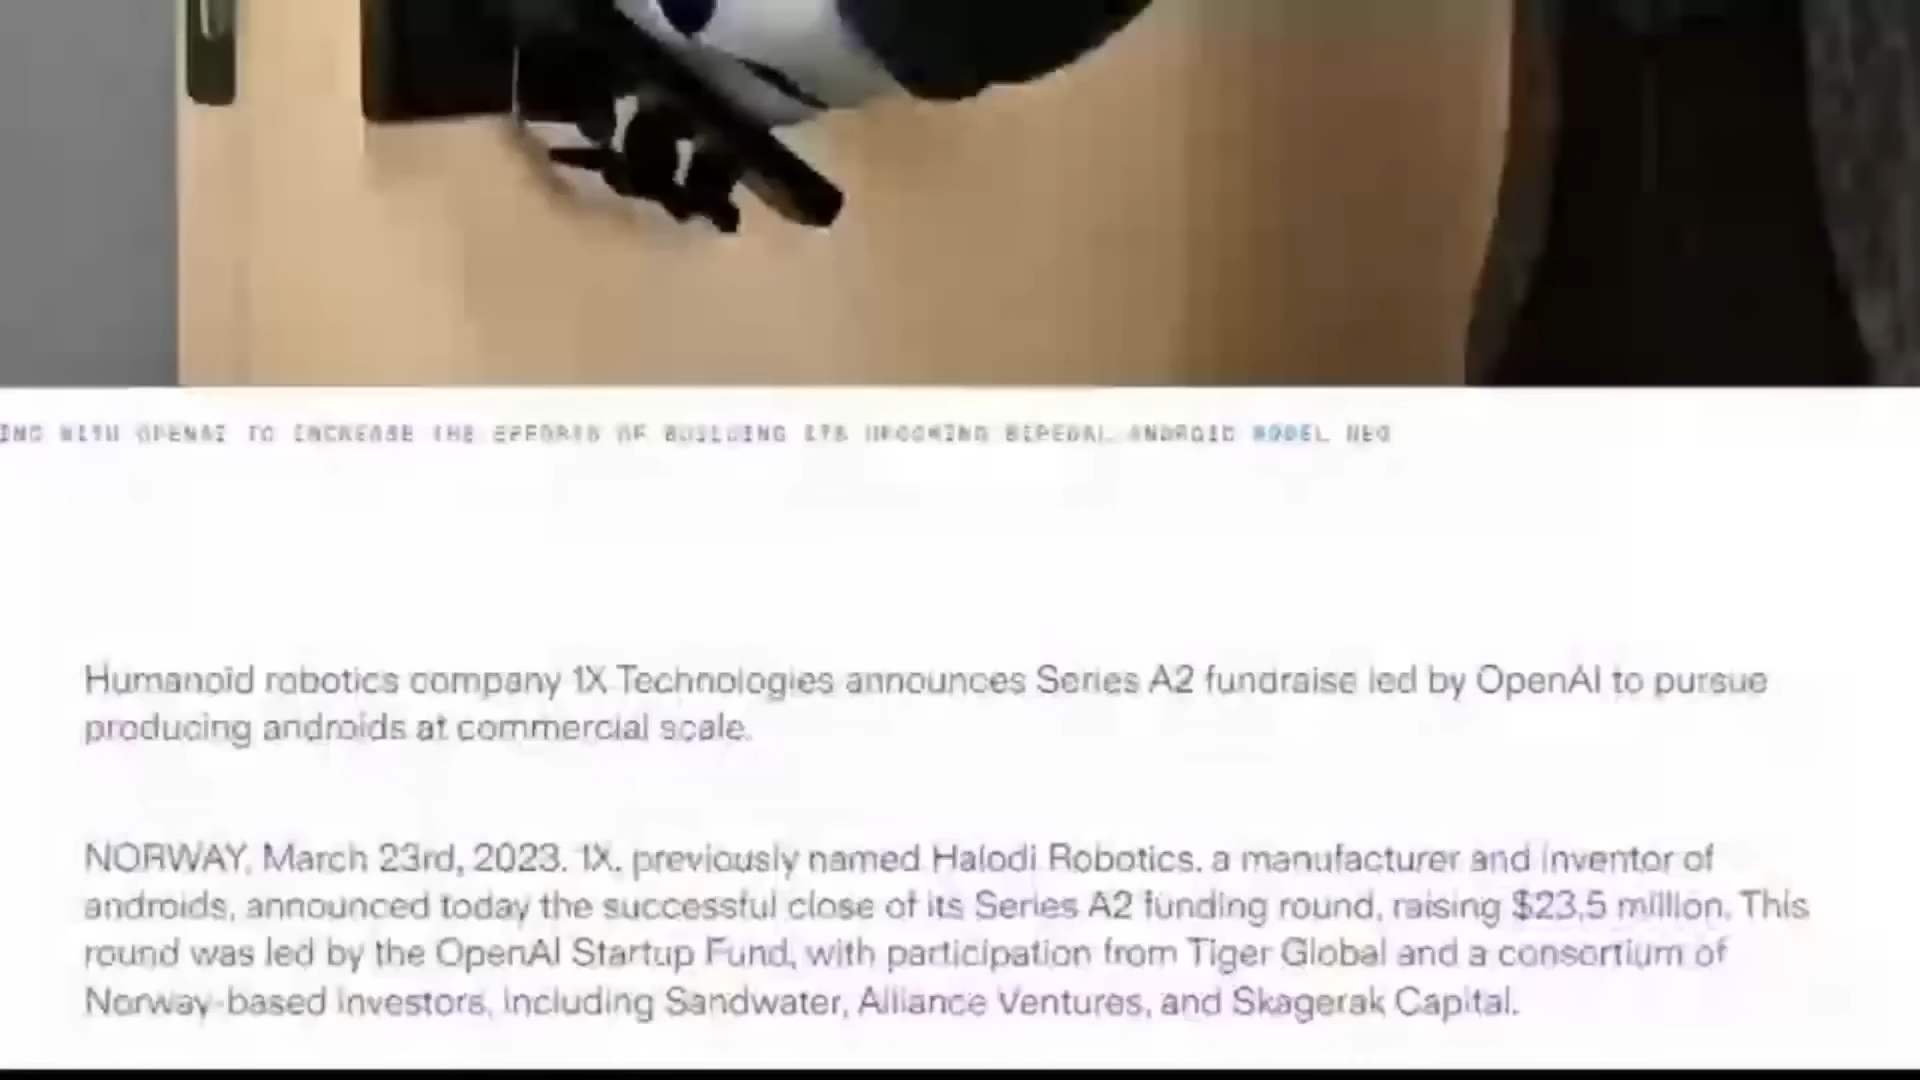 ING WITH OPENAI TO INCREASE THE EFFORTS OF BUILDING ITS UPCOMING BIPEDAL ANDROID MODEL NEO
Humanoid robotics company 1X Technologies announces Series A2 fundraise led by OpenAI to pursue
producing androids at commercial scale.
NORWAY, March 23rd, 2023. 1X, previously named Halodi Robotics, a manufacturer and inventor of
androids, announced today the successful close of its Series A2 funding round, raising $23.5 million. This
round was led by the OpenAI Startup Fund, with participation from Tiger Global and a consortium of
Norway-based investors, including Sandwater, Alliance Ventures, and Skagerak Capital.